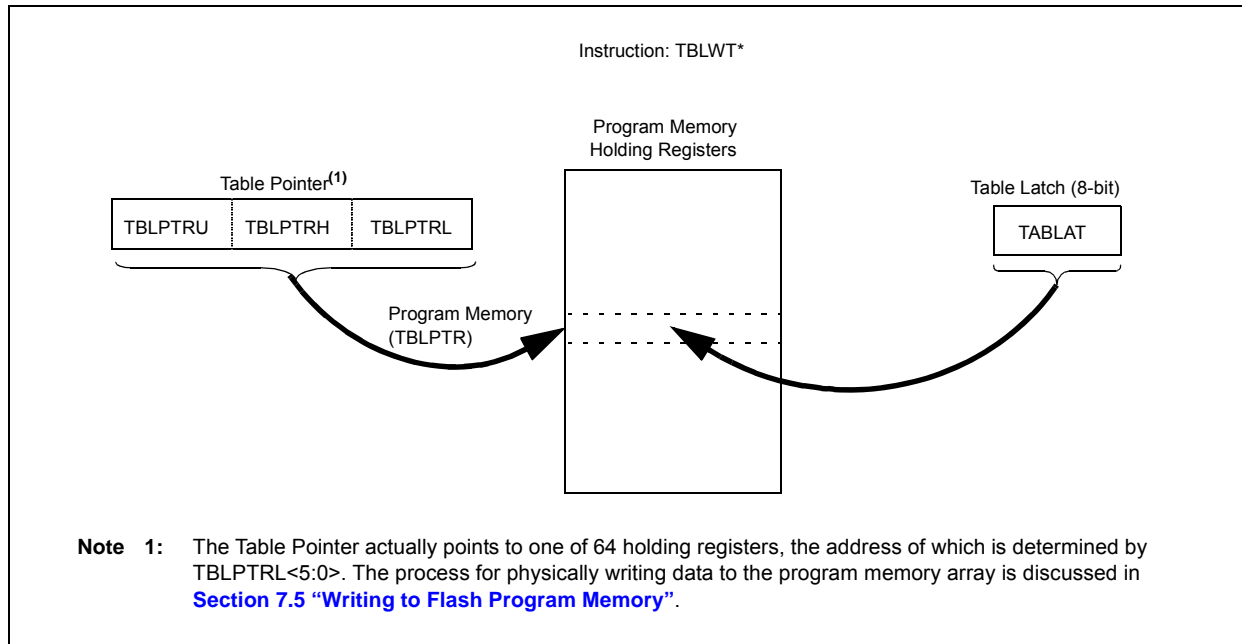 Instruction: TBLWT*
Program Memory
Holding Registers
Table Pointer(1)
Table Latch (8-bit)
TBLPTRU TBLPTRH TBLPTRL
TABLAT
Program Memory
(TBLPTR)
Note 1: The Table Pointer actually points to one of 64 holding registers, the address of which is determined by
TBLPTRL<5:0>. The process for physically writing data to the program memory array is discussed in
Section 7.5 “Writing to Flash Program Memory”.